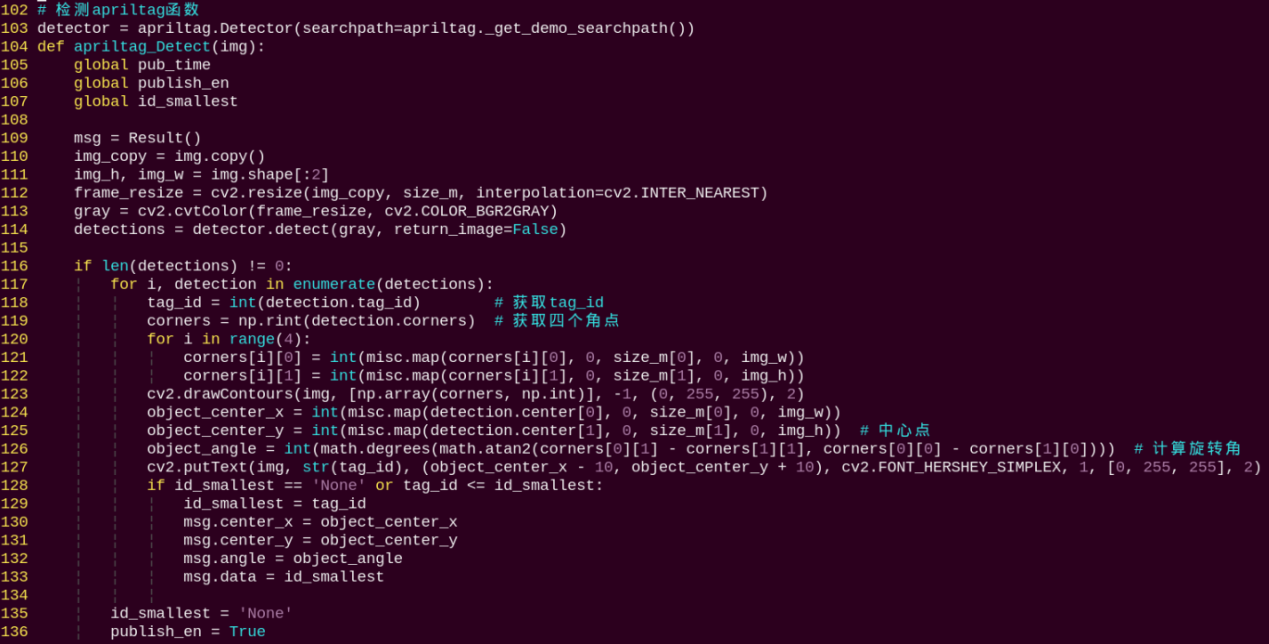 102 # 检测apriltag函数
103 detector = apriltag.Detector(searchpath=apriltag._get_demo_searchpath())
104 def apriltag_Detect(img):
105     global pub_time
106     global publish_en
107     global id_smallest
108
109     msg = Result()
110     img_copy = img.copy()
111     img_h, img_w = img.shape[:2]
112     frame_resize = cv2.resize(img_copy, size_m, interpolation=cv2.INTER_NEAREST)
113     gray = cv2.cvtColor(frame_resize, cv2.COLOR_BGR2GRAY)
114     detections = detector.detect(gray, return_image=False)
115
116     if len(detections) != 0:
117         for i, detection in enumerate(detections):
118             tag_id = int(detection.tag_id)        # 获取tag_id
119             corners = np.rint(detection.corners)  # 获取四个角点
120             for i in range(4):
121                 corners[i][0] = int(misc.map(corners[i][0], 0, size_m[0], 0, img_w))
122                 corners[i][1] = int(misc.map(corners[i][1], 0, size_m[1], 0, img_h))
123             cv2.drawContours(img, [np.array(corners, np.int)], -1, (0, 255, 255), 2)
124             object_center_x = int(misc.map(detection.center[0], 0, size_m[0], 0, img_w))
125             object_center_y = int(misc.map(detection.center[1], 0, size_m[1], 0, img_h))  # 中心点
126             object_angle = int(math.degrees(math.atan2(corners[0][1] - corners[1][1], corners[0][0] - corners[1][0])))  # 计算旋转角
127             cv2.putText(img, str(tag_id), (object_center_x - 10, object_center_y + 10), cv2.FONT_HERSHEY_SIMPLEX, 1, [0, 255, 255], 2)
128             if id_smallest == 'None' or tag_id <= id_smallest:
129                 id_smallest = tag_id
130                 msg.center_x = object_center_x
131                 msg.center_y = object_center_y
132                 msg.angle = object_angle
133                 msg.data = id_smallest
134
135         id_smallest = 'None'
136         publish_en = True